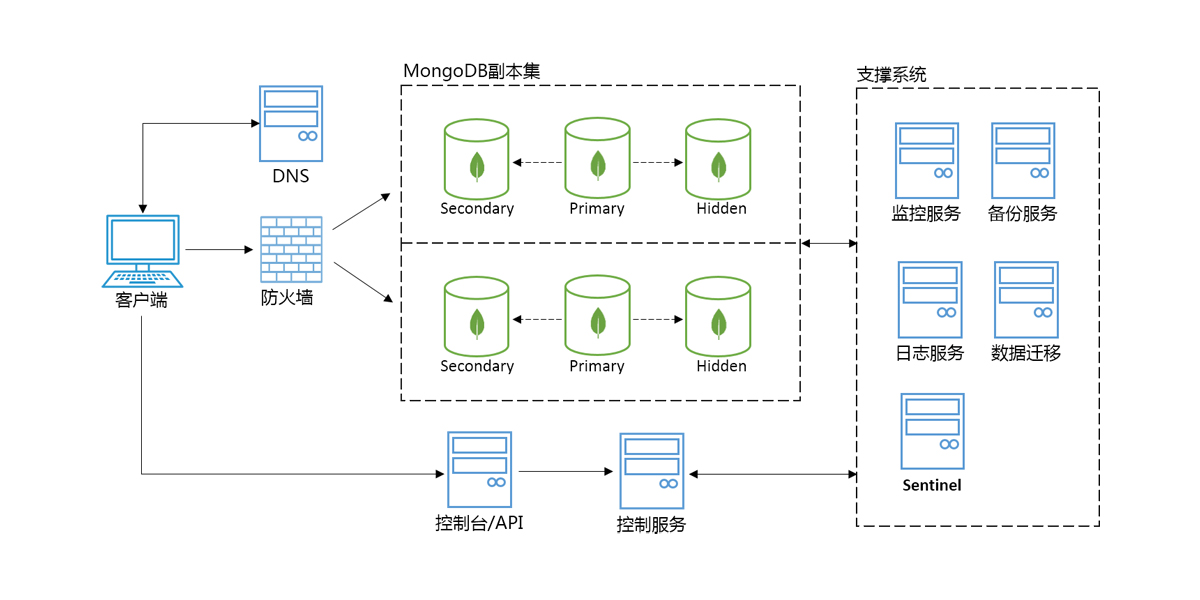 MongoDB副本集
支撑系统
DNS
客户端
防火墙
Secondary
Primary
Hidden
Secondary
Primary
Hidden
监控服务
备份服务
日志服务
数据迁移
Sentinel
控制台/API
控制服务